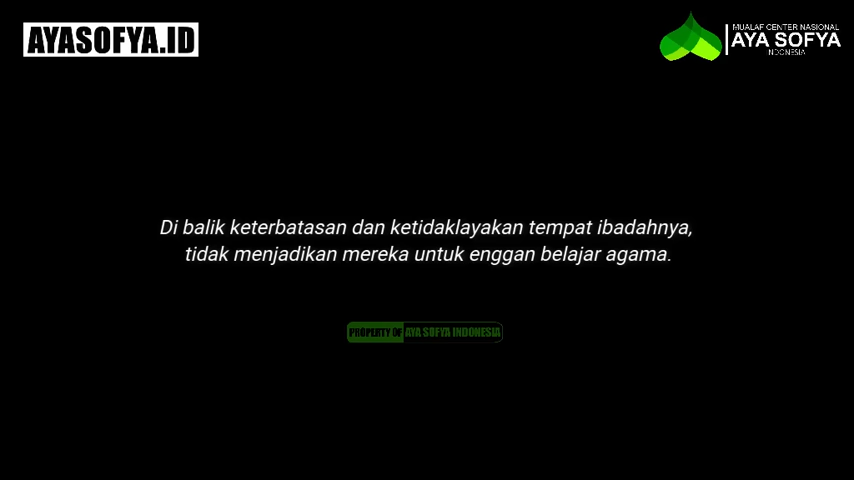 AYASOFYA.ID
MUALAF CENTER NASIONAL
AYA SOFYA
INDONESIA
Di balik keterbatasan dan ketidaklayakan tempat ibadahnya,
tidak menjadikan mereka untuk enggan belajar agama.
PROPERTY OF AYA SOFYA INDONESIA